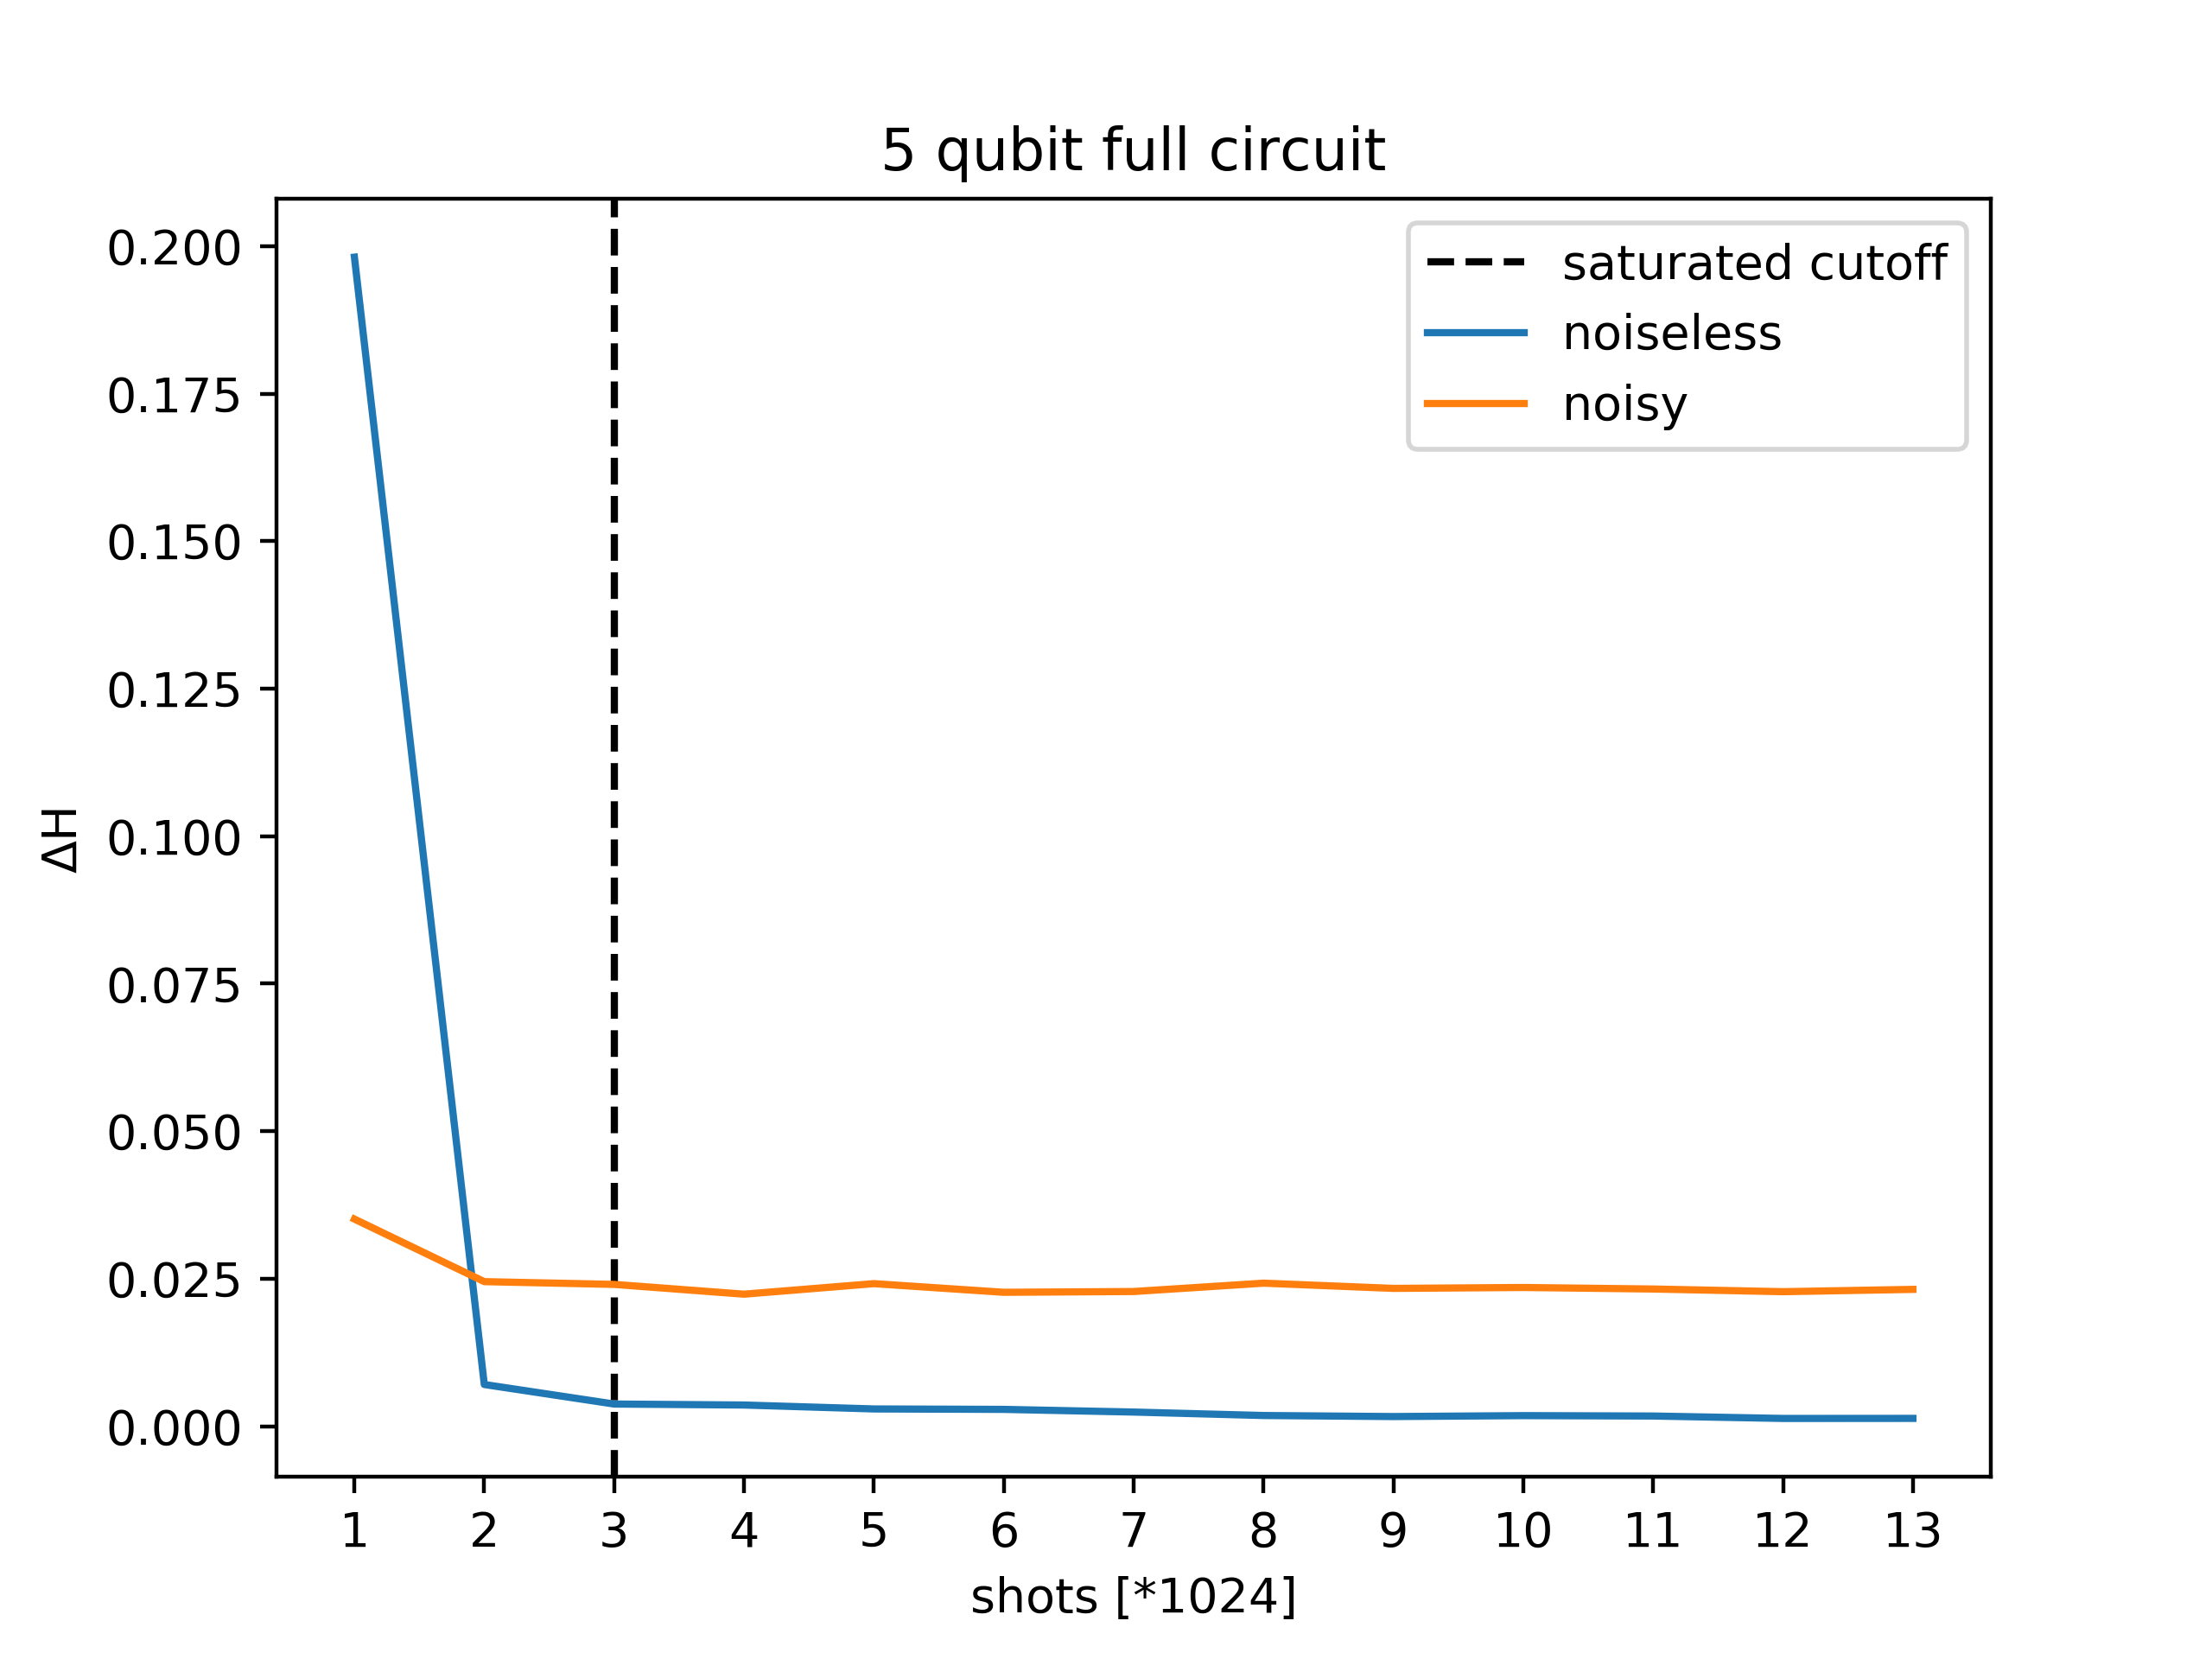 5 qubit full circuit
saturated cutoff
noiseless
noisy
ΔH
0.200
0.175
0.150
0.125
0.100
0.075
0.050
0.025
0.000
1 2 3 4 5 6 7 8 9 10 11 12 13
shots [*1024]